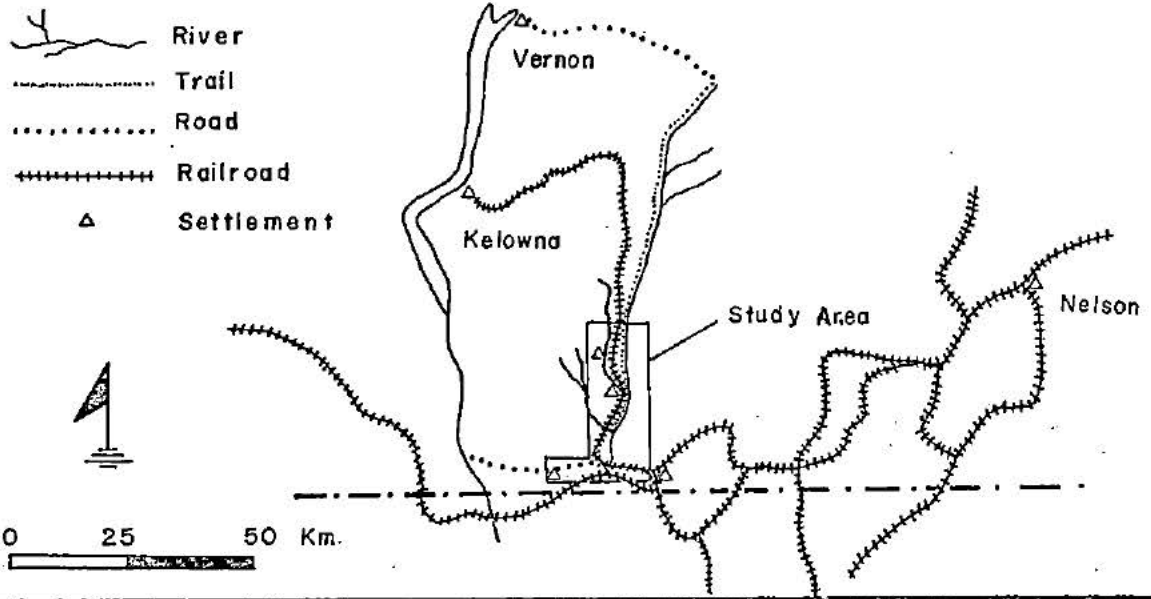 River
Trail
Road
Railroad
Settlement
Vernon
Kelowna
Study Area
Nelson
0 25 50 Km.